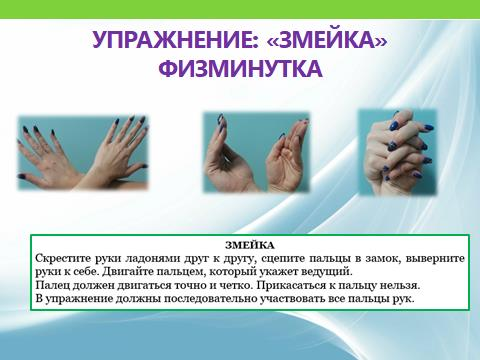 УПРАЖНЕНИЕ: «ЗМЕЙКА»
ФИЗМИНУТКА
ЗМЕЙКА
Скрестите руки ладонями друг к другу, сцепите пальцы в замок, выверните
руки к себе. Двигайте пальцем, который укажет ведущий.
Палец должен двигаться точно и четко. Прикасаться к пальцу нельзя.
В упражнении должны последовательно участвовать все пальцы рук.